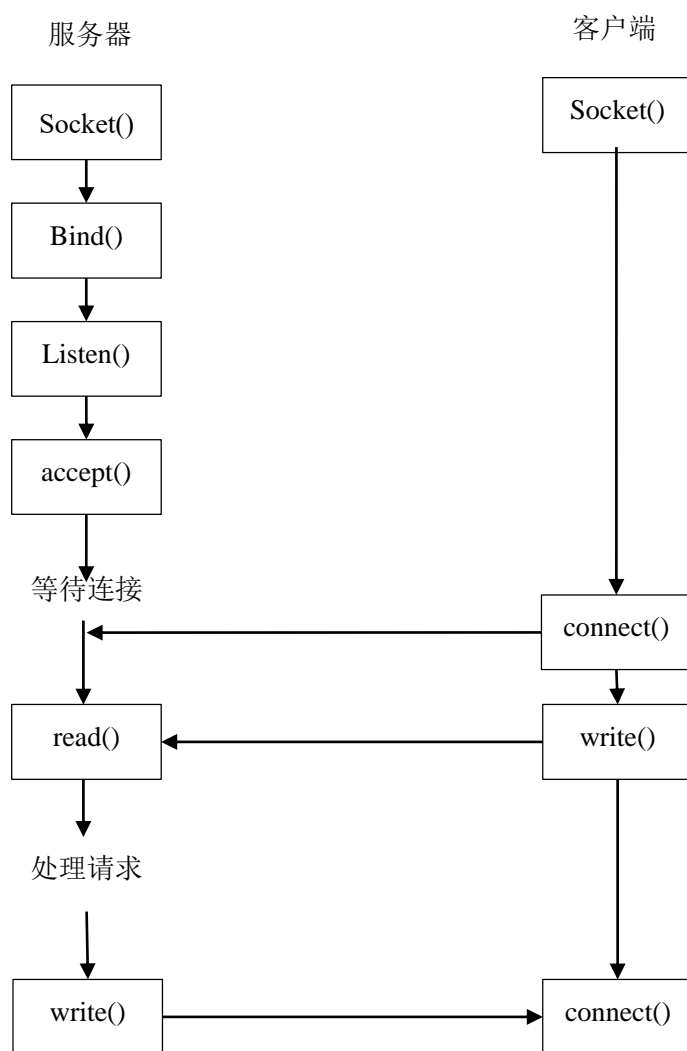 服务器
客户端
Socket()
Socket()
Bind()
Listen()
accept()
等待连接
connect()
read()
write()
处理请求
write()
connect()